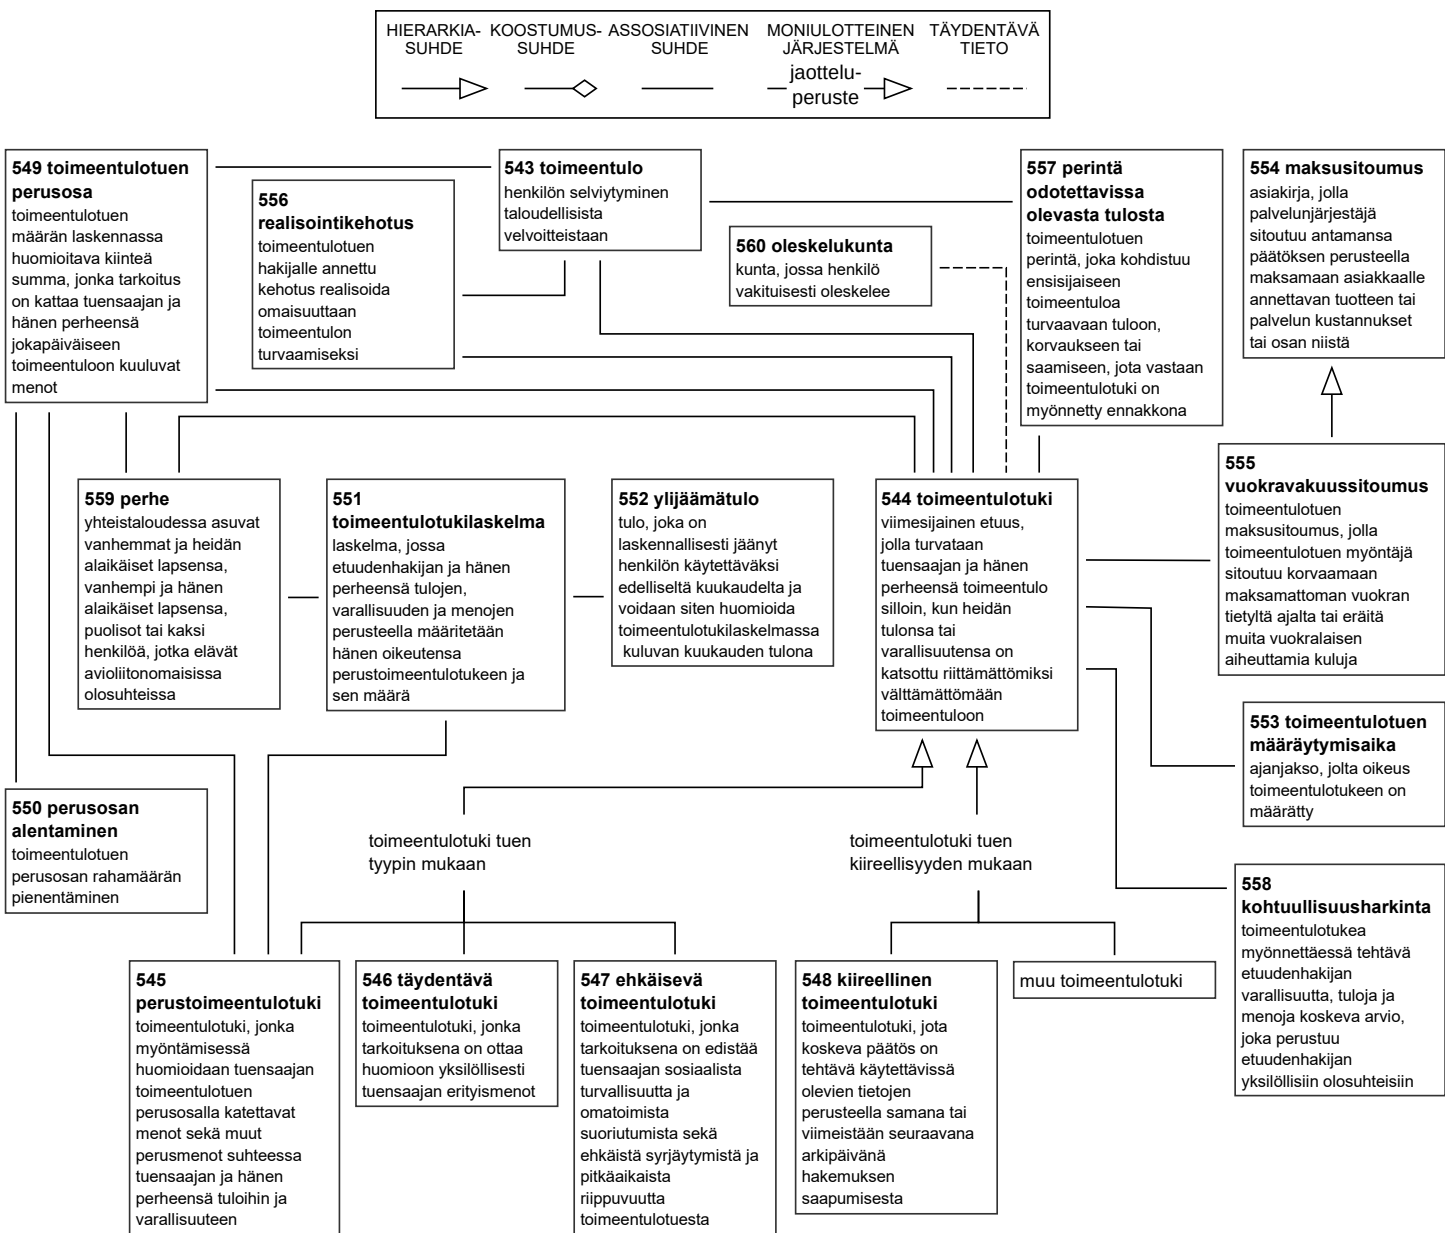 HIERARKIA-
SUHDE
KOOSTUMUS-
SUHDE
ASSOSIATIIVINEN
SUHDE
MONIULOTTEINEN
JÄRJESTELMÄ
jaottelu-
peruste
TÄYDENTÄVÄ
TIETO
549 toimeentulotuen
perusosa
toimeentulotuen
määrän laskennassa
huomioitava kiinteä
summa, jonka tarkoitus
on kattaa tuensaajan ja
hänen perheensä
jokapäiväiseen
toimeentuloon kuuluvat
menot
556
realisointikehotus
toimeentulotuen
hakijalle annettu
kehotus realisoida
omaisuuttaan
toimeentulon
turvaamiseksi
543 toimeentulo
henkilön selviytyminen
taloudellisista
velvoitteistaan
560 oleskelukunta
kunta, jossa henkilö
vakituisesti oleskelee
557 perintä
odotettavissa
olevasta tulosta
toimeentulotuen
perintä, joka kohdistuu
ensisijaiseen
toimeentuloa
turvaavaan tuloon,
korvaukseen tai
saamiseen, jota vastaan
toimeentulotuki on
myönnetty ennakkona
554 maksusitoumus
asiakirja, jolla
palvelunjärjestäjä
sitoutuu antamansa
päätöksen perusteella
maksamaan asiakkaalle
annettavan tuotteen tai
palvelun kustannukset
tai osan niistä
559 perhe
yhteistaloudessa asuvat
vanhemmat ja heidän
alaikäiset lapsensa,
vanhempi ja hänen
alaikäiset lapsensa,
puolisot tai kaksi
henkilöä, jotka elävät
avioliitonomaisissa
olosuhteissa
551
toimeentulotukilaskelma
laskelma, jossa
etuudenhakijan ja hänen
perheensä tulojen,
varallisuuden ja menojen
perusteella määritetään
hänen oikeutensa
perustoimeentulotukeen ja
sen määrä
552 ylijäämätulo
tulo, joka on
laskennallisesti jäänyt
henkilön käytettäväksi
edelliseltä kuukaudelta ja
voidaan siten huomioida
toimeentulotukilaskelmassa
kuluvan kuukauden tulona
544 toimeentulotuki
viimesijainen etuus,
jolla turvataan
tuensaajan ja hänen
perheensä toimeentulo
silloin, kun heidän
tulonsa tai
varallisuutensa on
katsottu riittämättömiksi
välttämättömään
toimeentuloon
555
vuokravakuussitoumus
toimeentulotuen
maksusitoumus, jolla
toimeentulotuen myöntäjä
sitoutuu korvaamaan
maksamattoman vuokran
tietyltä ajalta tai eräitä
muita vuokralaisen
aiheuttamia kuluja
553 toimeentulotuen
määräytymisaika
ajanjakso, jolta oikeus
toimeentulotukeen on
määrätty
550 perusosan
alentaminen
toimeentulotuen
perusosan rahamäärän
pienentäminen
toimeentulotuki tuen
tyypin mukaan
toimeentulotuki tuen
kiireellisyyden mukaan
558
kohtuullisuusharkinta
toimeentulotukea
myönnettäessä tehtävä
etuudenhakijan
varallisuutta, tuloja ja
menoja koskeva arvio,
joka perustuu
etuudenhakijan
yksilöllisiin olosuhteisiin
545
perustoimeentulotuki
toimeentulotuki, jonka
myöntämisessä
huomioidaan tuensaajan
toimeentulotuen
perusosalla katettavat
menot sekä muut
perusmenot suhteessa
tuensaajan ja hänen
perheensä tuloihin ja
varallisuuteen
546 täydentävä
toimeentulotuki
toimeentulotuki, jonka
tarkoituksena on ottaa
huomioon yksilöllisesti
tuensaajan erityismenot
547 ehkäisevä
toimeentulotuki
toimeentulotuki, jonka
tarkoituksena on edistää
tuensaajan sosiaalista
turvallisuutta ja
omatoimista
suoriutumista sekä
ehkäistä syrjäytymistä ja
pitkäaikaista
riippuvuutta
toimeentulotuesta
548 kiireellinen
toimeentulotuki
toimeentulotuki, jota
koskeva päätös on
tehtävä käytettävissä
olevien tietojen
perusteella samana tai
viimeistään seuraavana
arkipäivänä
hakemuksen
saapumisesta
muu toimeentulotuki